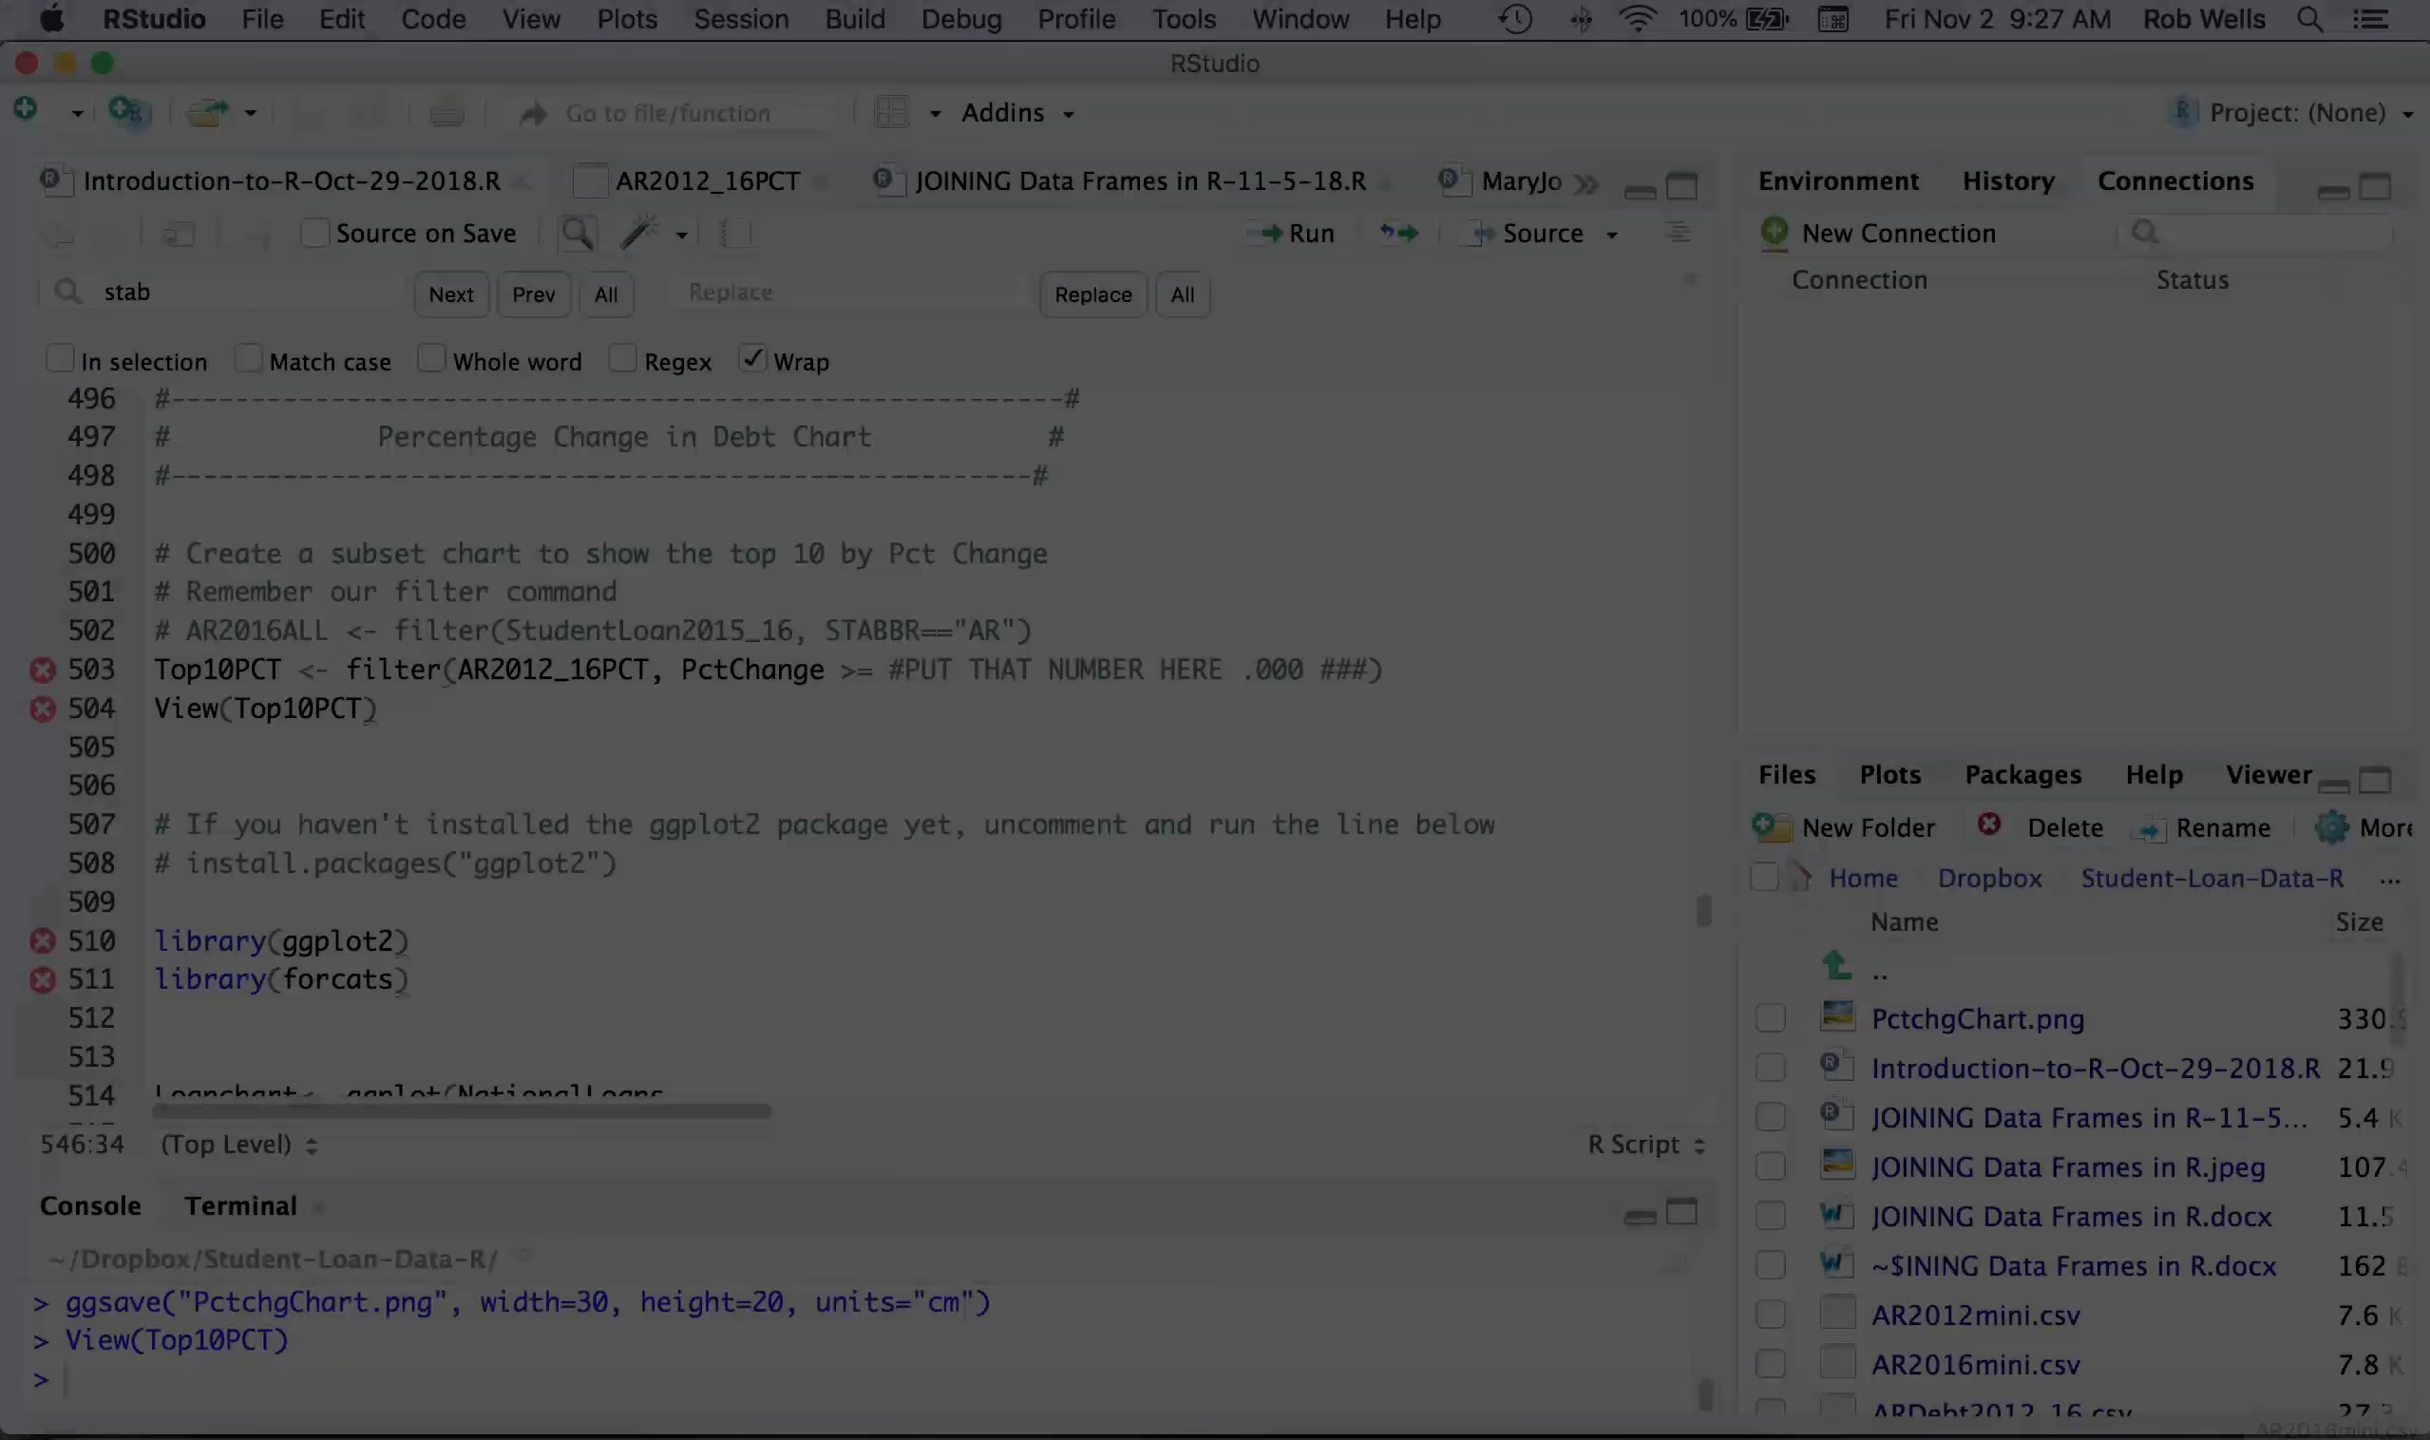 RStudio File Edit Code View Plots Session Build Debug Profile Tools Window Help 100% Fri Nov 2 9:27 AM Rob Wells
RStudio
Go to file/function Addins Project: (None)
Introduction-to-R-Oct-29-2018.R AR2012_16PCT JOINING Data Frames in R-11-5-18.R MaryJo
Source on Save Run Source
stab Next Prev All Replace Replace All
In selection Match case Whole word Regex Wrap
496 #--------------------------------------------------------#
497 # Percentage Change in Debt Chart #
498 #------------------------------------------------------#
499
500 # Create a subset chart to show the top 10 by Pct Change
501 # Remember our filter command
502 # AR2016ALL <- filter(StudentLoan2015_16, STABBR=="AR")
503 Top10PCT <- filter(AR2012_16PCT, PctChange >= #PUT THAT NUMBER HERE .000 ###)
504 View(Top10PCT)
505
506
507 # If you haven't installed the ggplot2 package yet, uncomment and run the line below
508 # install.packages("ggplot2")
509
510 library(ggplot2)
511 library(forcats)
512
513
514 Loanchart<- ggplot(NationalLoans
546:34 (Top Level) R Script
Console Terminal
~/Dropbox/Student-Loan-Data-R/
> ggsave("PctchgChart.png", width=30, height=20, units="cm")
> View(Top10PCT)
>
Environment History Connections
New Connection
Connection Status
Files Plots Packages Help Viewer
New Folder Delete Rename More
Home Dropbox Student-Loan-Data-R ...
Name Size
..
PctchgChart.png 330.5
Introduction-to-R-Oct-29-2018.R 21.9
JOINING Data Frames in R-11-5... 5.4 K
JOINING Data Frames in R.jpeg 107.4
JOINING Data Frames in R.docx 11.5
~$INING Data Frames in R.docx 162 B
AR2012mini.csv 7.6 K
AR2016mini.csv 7.8 K
ARDebt2012_16.csv 27.3
AR2016mini.csv